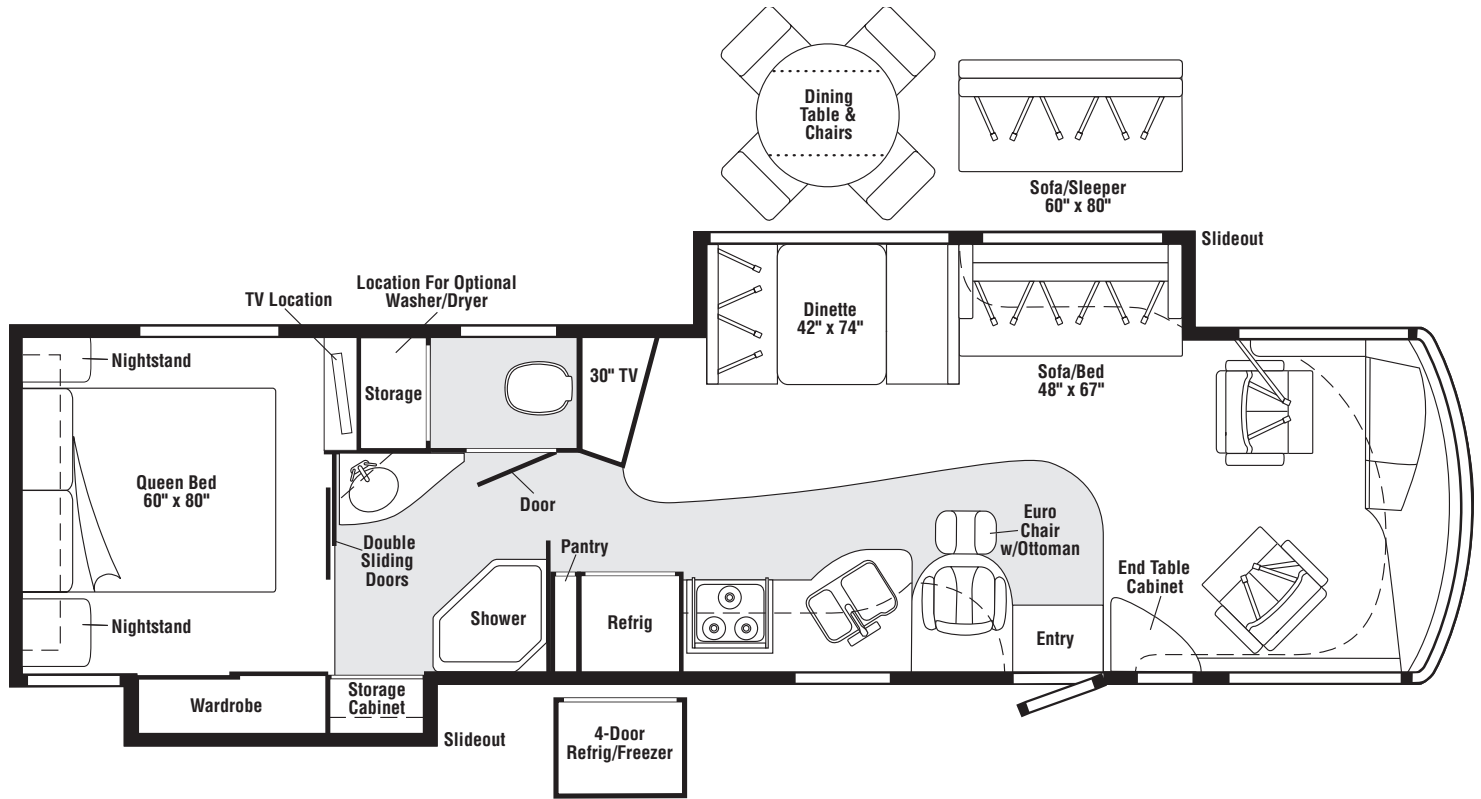 Dining
Table &
Chairs
Sofa/Sleeper
60" x 80"
Slideout
Location For Optional
Washer/Dryer
TV Location
Nightstand
Storage
30" TV
Dinette
42" x 74"
Sofa/Bed
48" x 67"
Queen Bed
60" x 80"
Door
Double
Sliding
Doors
Pantry
Euro
Chair
w/Ottoman
End Table
Cabinet
Nightstand
Shower
Refrig
Entry
Wardrobe
Storage
Cabinet
Slideout
4-Door
Refrig/Freezer